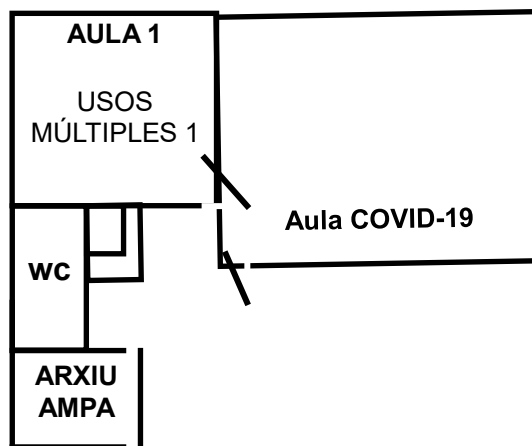 AULA 1
USOS
MÚLTIPLES 1
Aula COVID-19
WC
ARXIU
AMPA